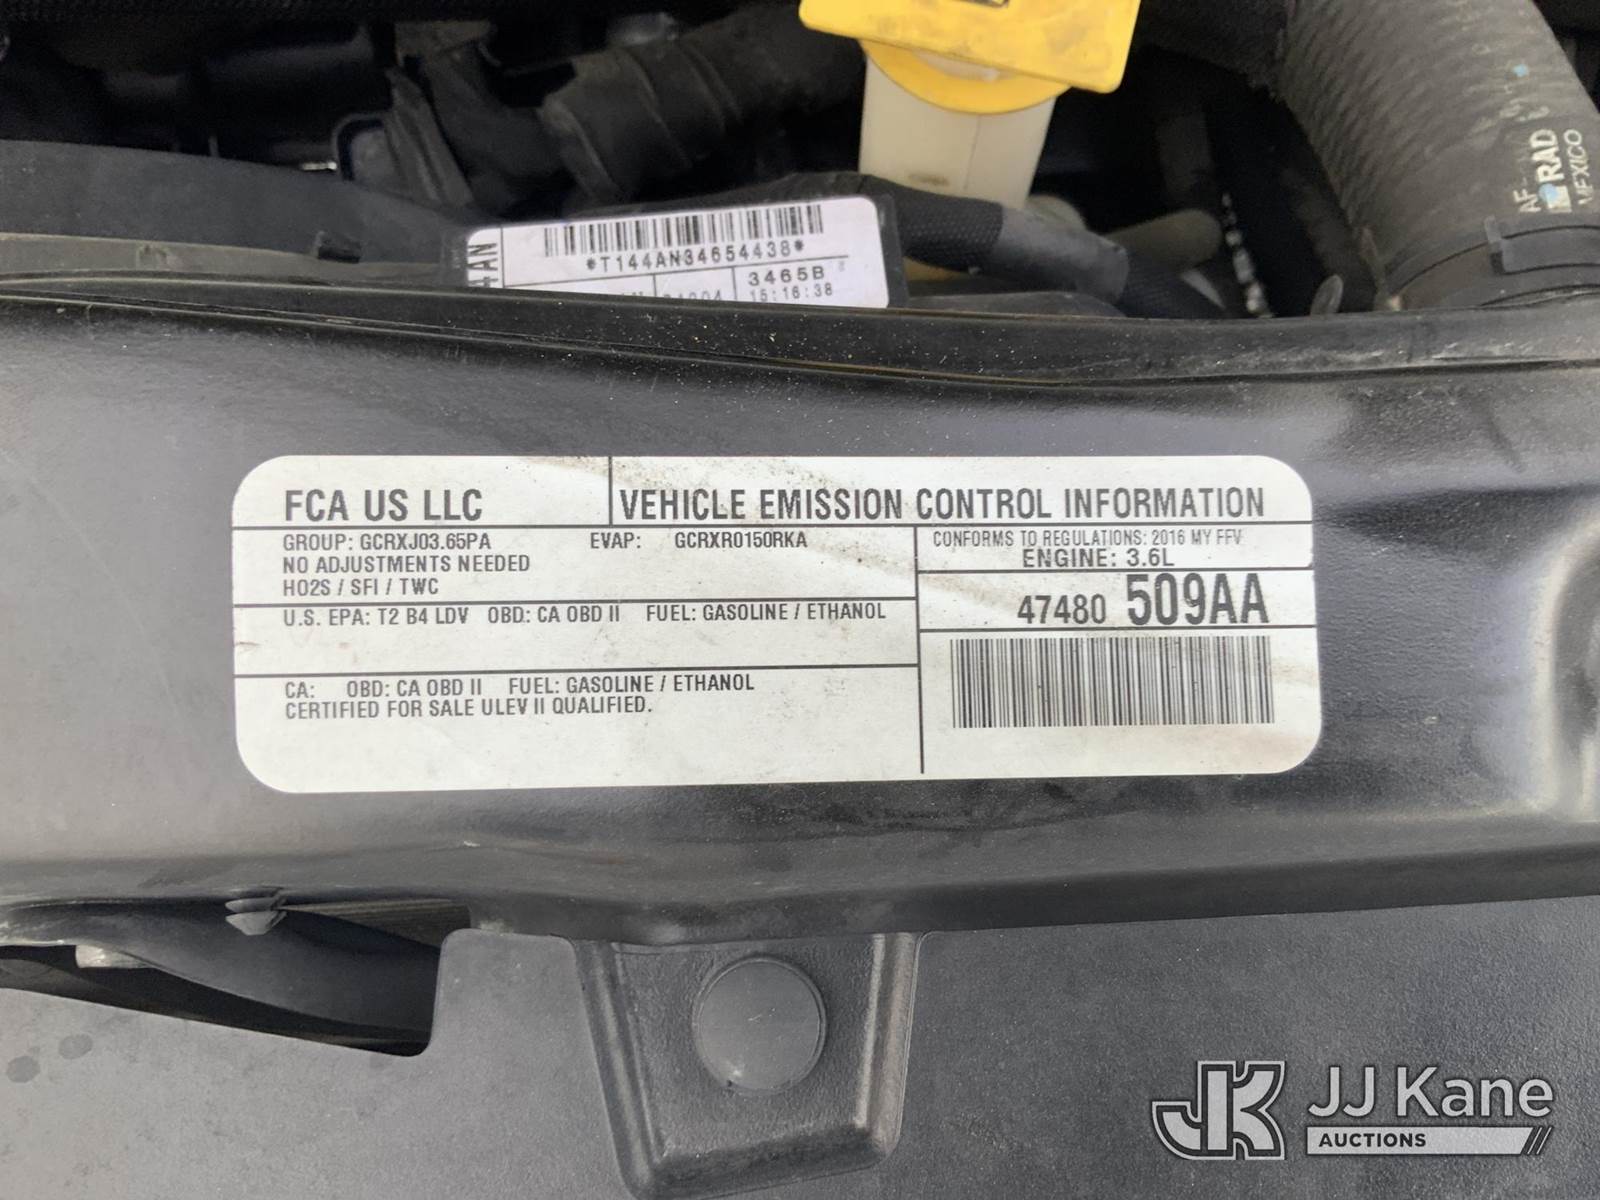 *T144AN34654438*
3465B
15:16:38
RAD
MEXICO
FCA US LLC
VEHICLE EMISSION CONTROL INFORMATION
GROUP: GCRXJ03.65PA EVAP: GCRXR0150RKA
NO ADJUSTMENTS NEEDED
HO2S / SFI / TWC
CONFORMS TO REGULATIONS: 2016 MY FFV
ENGINE: 3.6L
47480 509AA
U.S. EPA: T2 B4 LDV OBD: CA OBD II FUEL: GASOLINE / ETHANOL
CA: OBD: CA OBD II FUEL: GASOLINE / ETHANOL
CERTIFIED FOR SALE ULEV II QUALIFIED.
JK JJ Kane
AUCTIONS